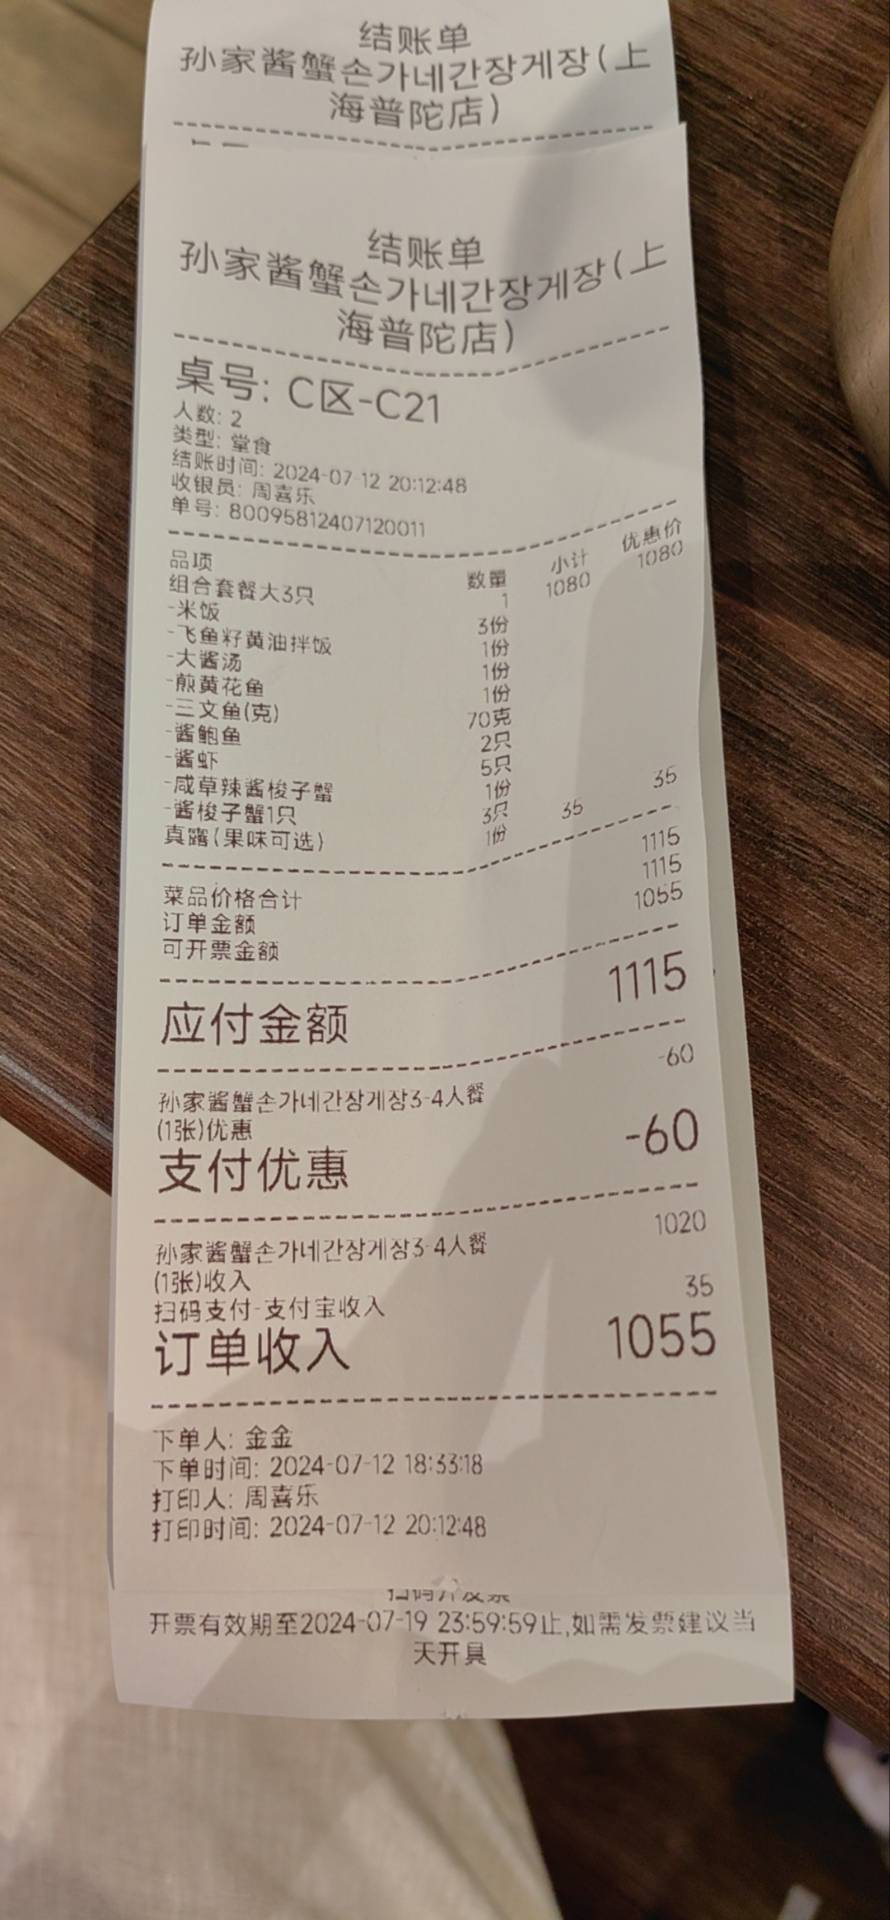 结账单
孙家酱蟹손가네간장게장(上
海普陀店)
结账单
孙家酱蟹손가네간장게장(上
海普陀店)
桌号: C区-C21
人数: 2
类型: 堂食
结账时间: 2024-07-12 20:12:48
收银员: 周喜乐
单号: 80095812407120011
品项 数量 小计 优惠价
组合套餐大3只 1 1080 1080
-米饭 3份
-飞鱼籽黄油拌饭 1份
-大酱汤 1份
-煎黄花鱼 1份
-三文鱼(克) 70克
-酱鲍鱼 2只
-酱虾 5只
-咸草辣酱梭子蟹 1份
-酱梭子蟹1只 3只
真露(果味可选) 1份 35 35
菜品价格合计 1115
订单金额 1115
可开票金额 1055
应付金额 1115
孙家酱蟹손가네간장게장3-4人餐 -60
(1张)优惠
支付优惠 -60
孙家酱蟹손가네간장게장3-4人餐 1020
(1张)收入
扫码支付-支付宝收入 35
订单收入 1055
下单人: 金金
下单时间: 2024-07-12 18:33:18
打印人: 周喜乐
打印时间: 2024-07-12 20:12:48
扫码开发票
开票有效期至2024-07-19 23:59:59止,如需发票建议当
天开具